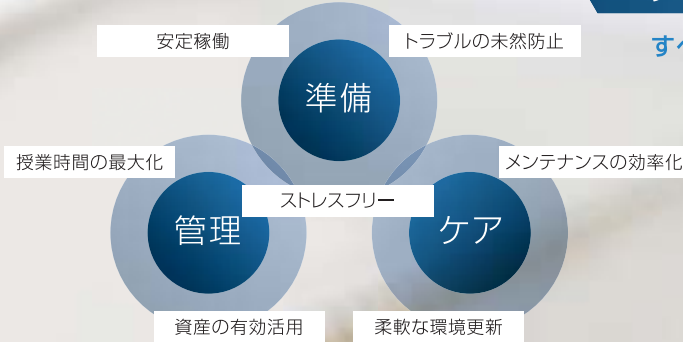 安定稼働
トラブルの未然防止
す
準備
授業時間の最大化
メンテナンスの効率化
ストレスフリー
管理
ケア
資産の有効活用
柔軟な環境更新